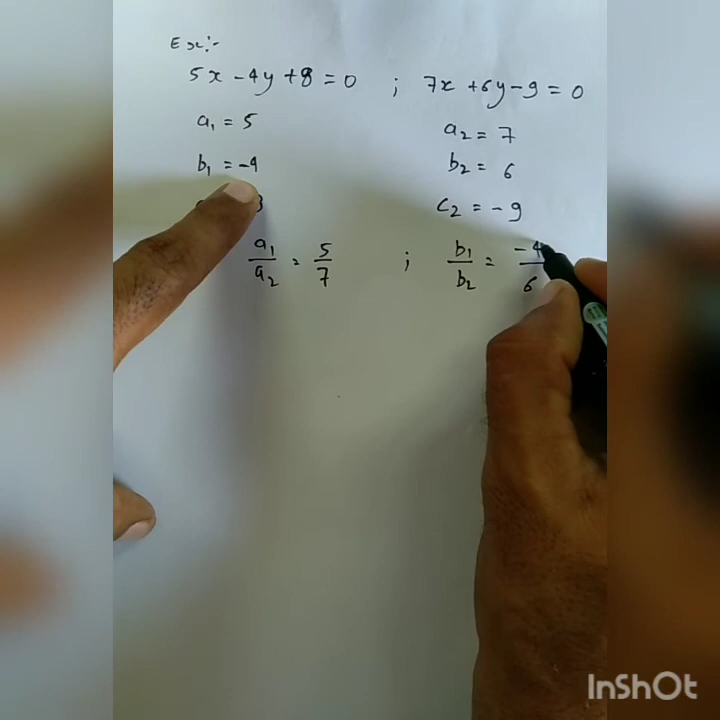 Ex:-
5x - 4y + 8 = 0 ; 7x + 6y - 9 = 0
a₁ = 5 a₂ = 7
b₁ = -4 b₂ = 6
c₂ = -9
a₁/a₂ = 5/7 ; b₁/b₂ = -4/6
InShOt